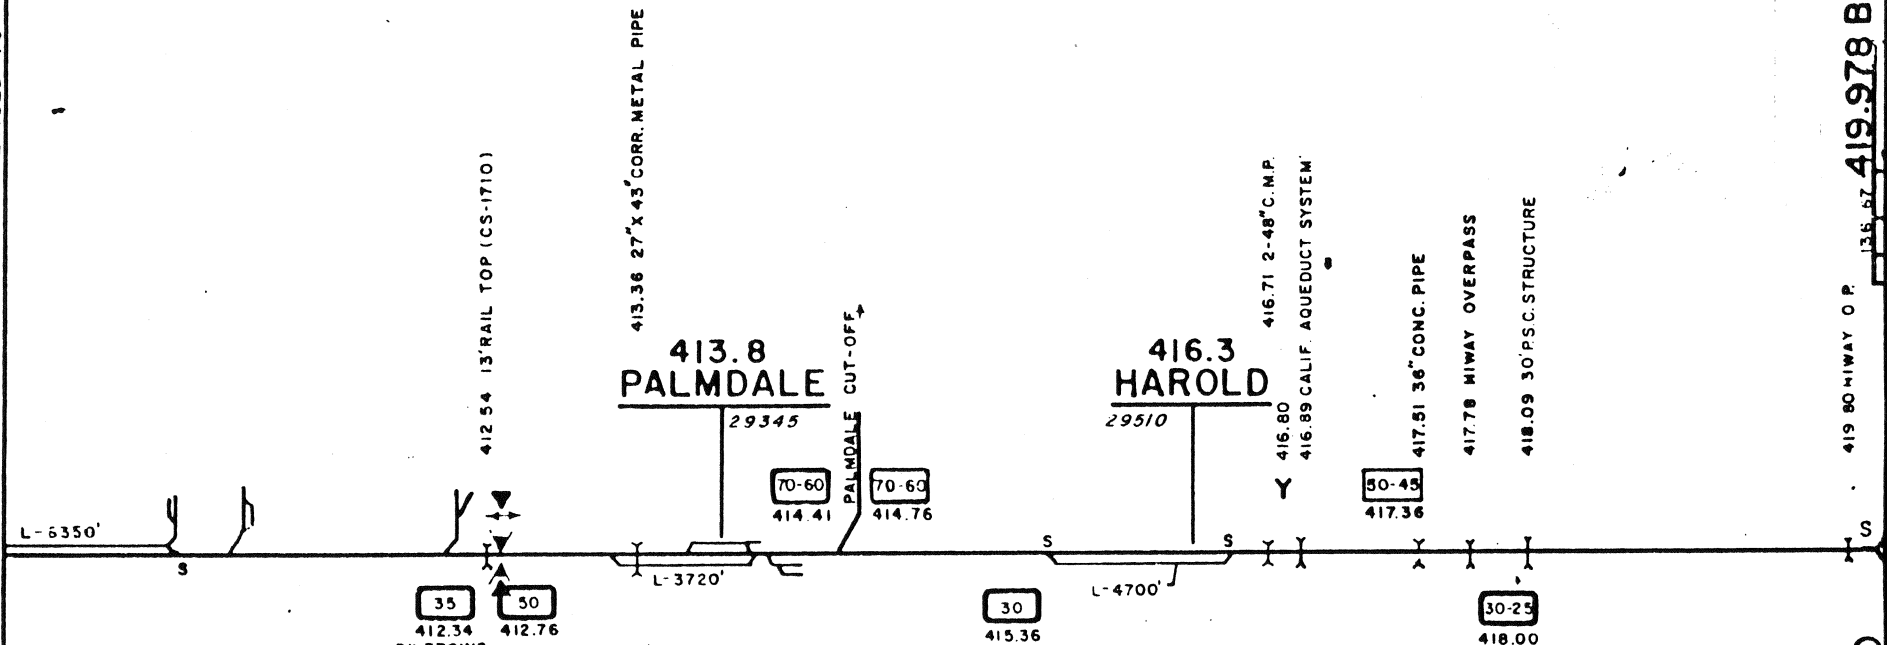 412 54 13' RAIL TOP (CS-1710)
413.36 27"X43" CORR. METAL PIPE
413.8
PALMDALE
29345
PALMDALE CUT-OFF
416.3
HAROLD
29510
416.71 2-48" C.M.P.
416.80
416.89 CALIF. AQUEDUCT SYSTEM
417.51 36" CONC. PIPE
417.78 HIWAY OVERPASS
418.09 30' P.S.C. STRUCTURE
419 80 HIWAY O P.
136 67
419.978 B
70-60
414.41
70-60
414.76
Y
50-45
417.36
L-6350'
S
L-3720'
S
S
L-4700'
S
35
412.34
50
412.76
30
415.36
30-25
418.00